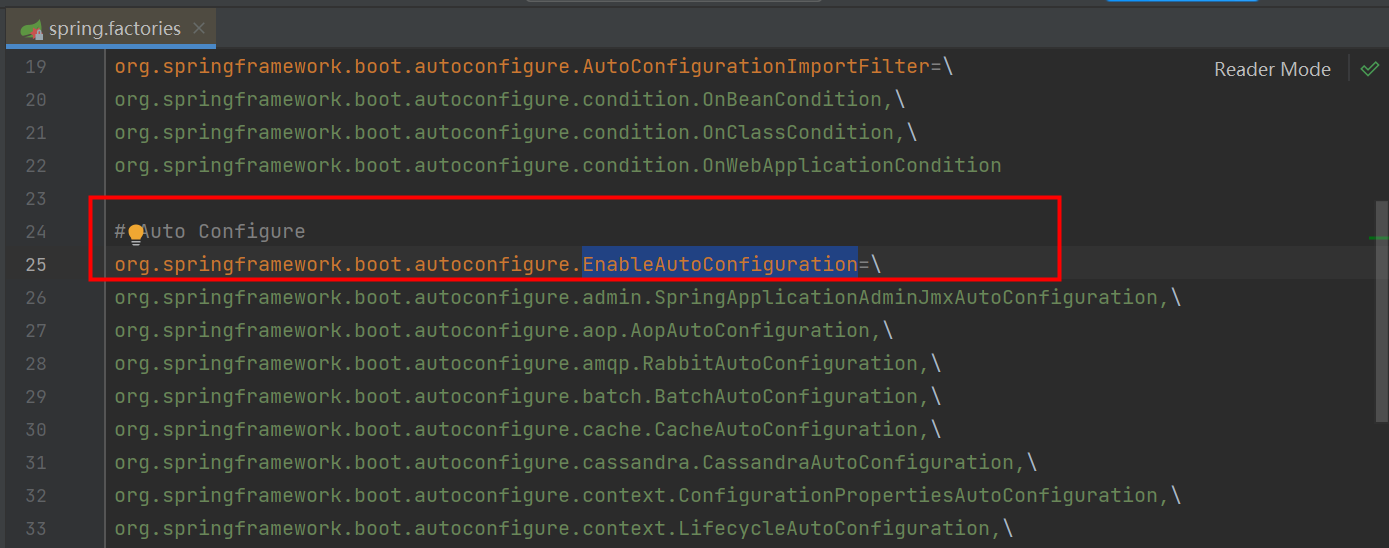 spring.factories
Reader Mode
19 org.springframework.boot.autoconfigure.AutoConfigurationImportFilter=\
20 org.springframework.boot.autoconfigure.condition.OnBeanCondition,\
21 org.springframework.boot.autoconfigure.condition.OnClassCondition,\
22 org.springframework.boot.autoconfigure.condition.OnWebApplicationCondition
23
24 # Auto Configure
25 org.springframework.boot.autoconfigure.EnableAutoConfiguration=\
26 org.springframework.boot.autoconfigure.admin.SpringApplicationAdminJmxAutoConfiguration,\
27 org.springframework.boot.autoconfigure.aop.AopAutoConfiguration,\
28 org.springframework.boot.autoconfigure.amqp.RabbitAutoConfiguration,\
29 org.springframework.boot.autoconfigure.batch.BatchAutoConfiguration,\
30 org.springframework.boot.autoconfigure.cache.CacheAutoConfiguration,\
31 org.springframework.boot.autoconfigure.cassandra.CassandraAutoConfiguration,\
32 org.springframework.boot.autoconfigure.context.ConfigurationPropertiesAutoConfiguration,\
33 org.springframework.boot.autoconfigure.context.LifecycleAutoConfiguration,\